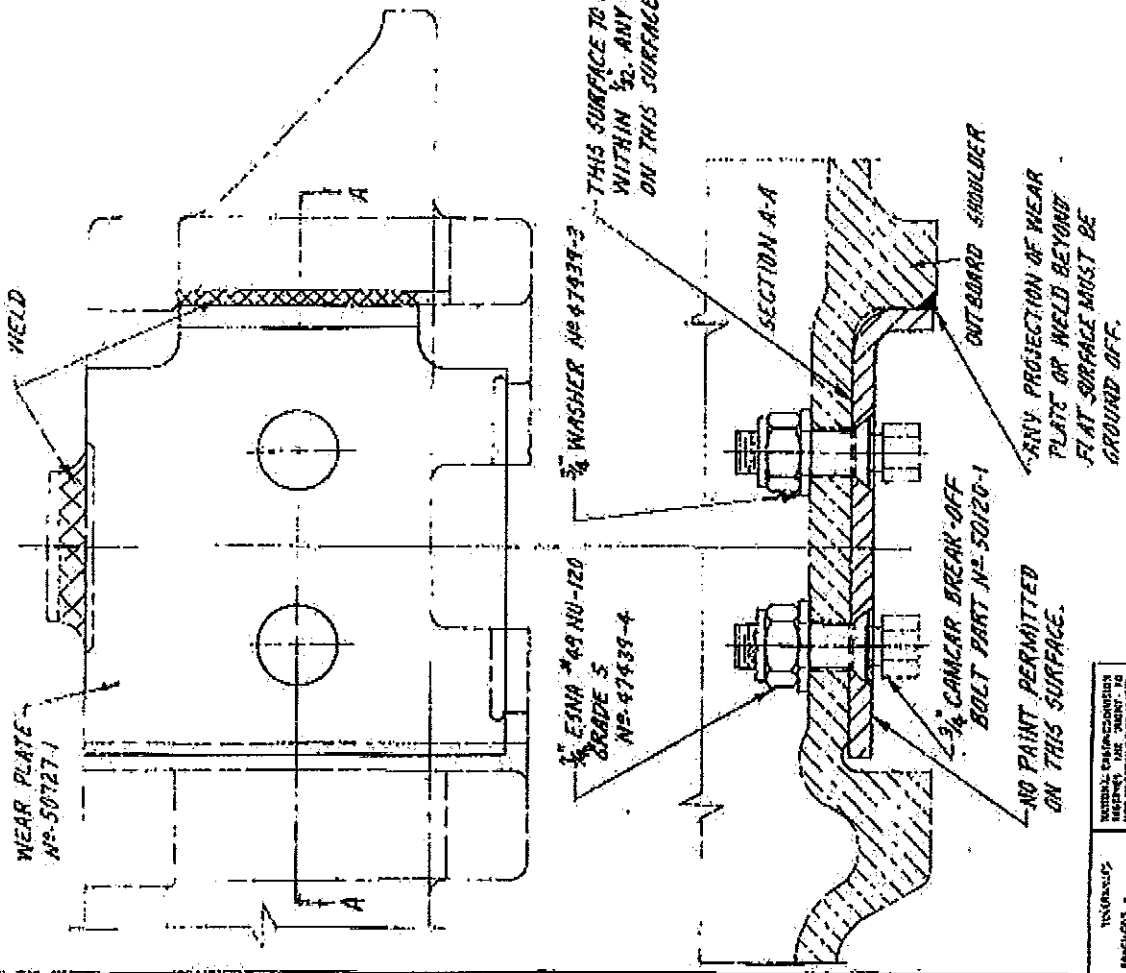 WELD
WEAR PLATE
Nº-50727-1
A
A
THIS SURFACE TO
WITHIN 1/32". ANY
ON THIS SURFACE
3/4" WASHER Nº 47439-3
ESNA #49 NU-120
GRADE 5
Nº-47439-4
SECTION A-A
OUTBOARD SHOULDER
ANY PROJECTION OF WEAR
PLATE OR WELD BEYOND
FLAT SURFACE MUST BE
GROUND OFF.
3/4" CAMCAR BREAK-OFF
BOLT PART Nº 50120-1
NO PAINT PERMITTED
ON THIS SURFACE.
TOLERANCES